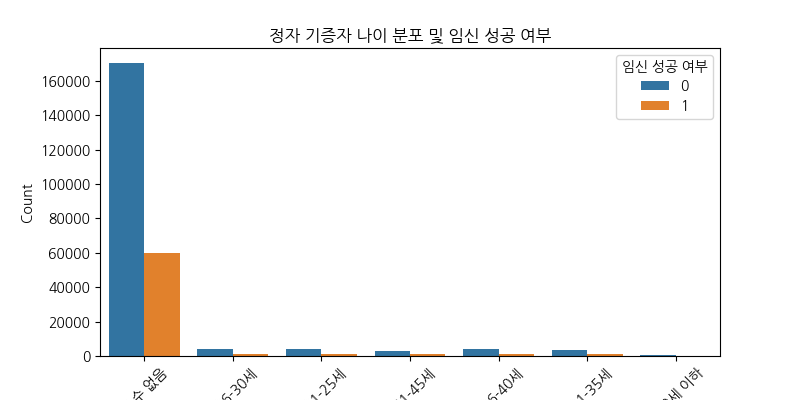 정자 기증자 나이 분포 및 임신 성공 여부
임신 성공 여부
0
1
Count
160000
140000
120000
100000
80000
60000
40000
20000
0
수 없음
6-30세
1-25세
1-45세
6-40세
1-35세
세 이하